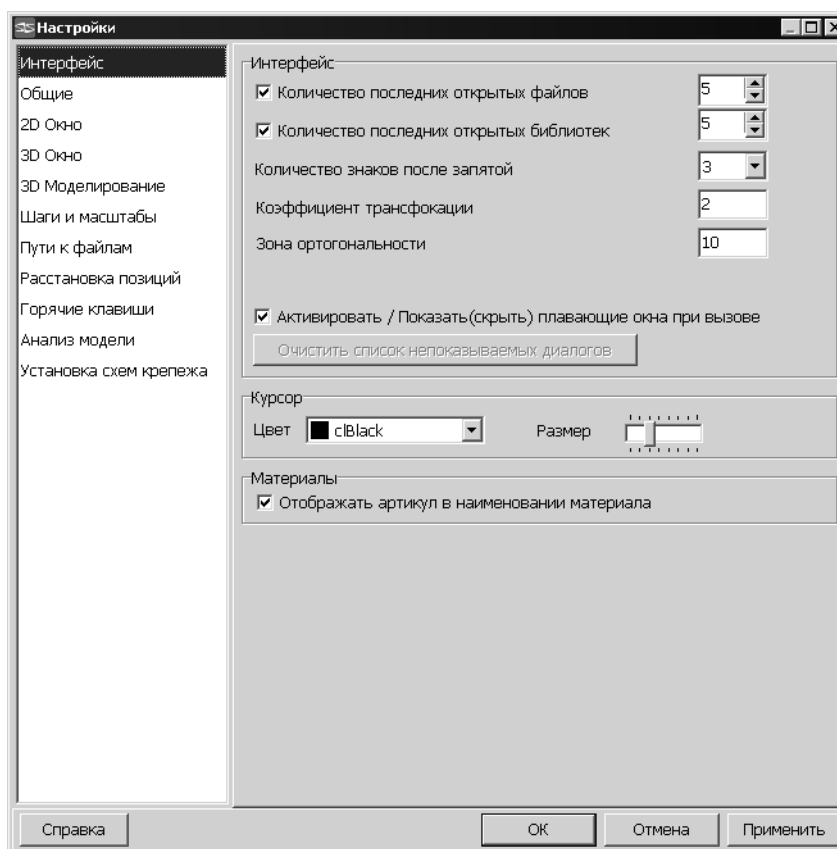 Настройки
Интерфейс
Общие
2D Окно
3D Окно
3D Моделирование
Шаги и масштабы
Пути к файлам
Расстановка позиций
Горячие клавиши
Анализ модели
Установка схем крепежа
Интерфейс
Количество последних открытых файлов 5
Количество последних открытых библиотек 5
Количество знаков после запятой 3
Коэффициент трансфокации 2
Зона ортогональности 10
Активировать / Показать(скрыть) плавающие окна при вызове
Очистить список непоказываемых диалогов
Курсор
Цвет clBlack Размер
Материалы
Отображать артикул в наименовании материала
Справка ОК Отмена Применить